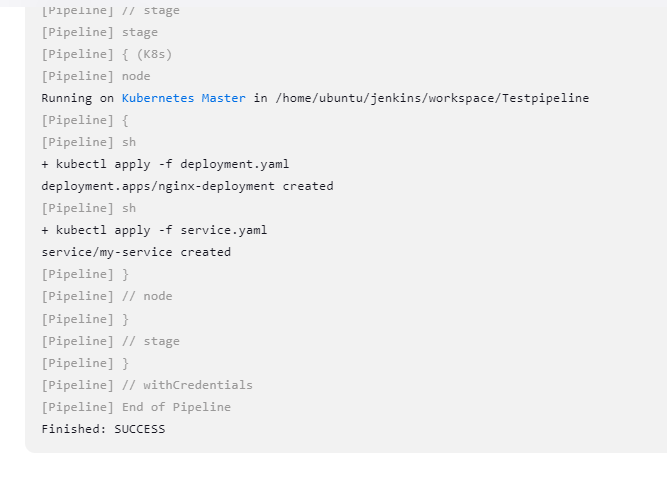 [Pipeline] // stage
[Pipeline] stage
[Pipeline] { (K8s)
[Pipeline] node
Running on Kubernetes Master in /home/ubuntu/jenkins/workspace/Testpipeline
[Pipeline] {
[Pipeline] sh
+ kubectl apply -f deployment.yaml
deployment.apps/nginx-deployment created
[Pipeline] sh
+ kubectl apply -f service.yaml
service/my-service created
[Pipeline] }
[Pipeline] // node
[Pipeline] }
[Pipeline] // stage
[Pipeline] }
[Pipeline] // withCredentials
[Pipeline] End of Pipeline
Finished: SUCCESS